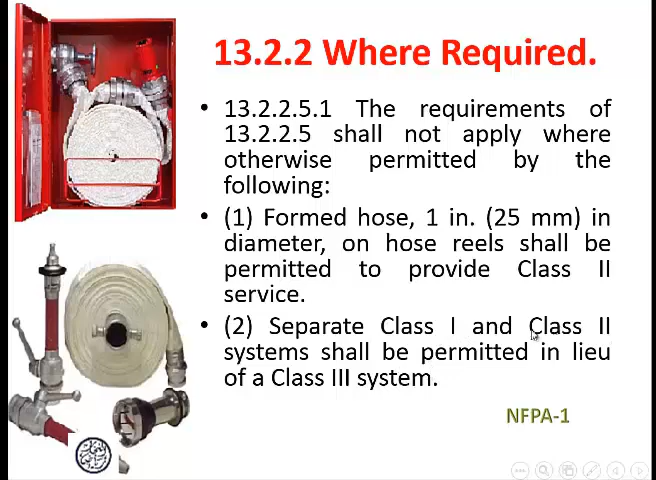 13.2.2 Where Required.
• 13.2.2.5.1 The requirements of
13.2.2.5 shall not apply where
otherwise permitted by the
following:
• (1) Formed hose, 1 in. (25 mm) in
diameter, on hose reels shall be
permitted to provide Class II
service.
• (2) Separate Class I and Class II
systems shall be permitted in lieu
of a Class III system.
NFPA-1